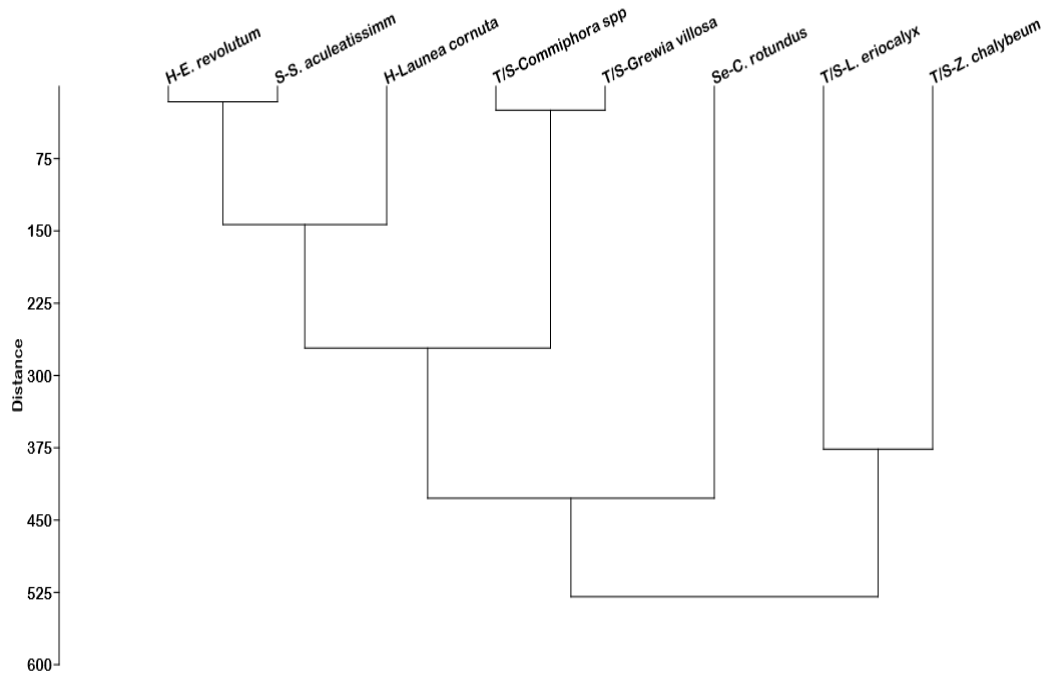 H-E. revolutum
S-S. aculeatissimm
H-Launea cornuta
T/S-Commiphora spp
T/S-Grewia villosa
Se-C. rotundus
T/S-L. eriocalyx
T/S-Z. chalybeum
75
150
225
300
375
450
525
600
Distance